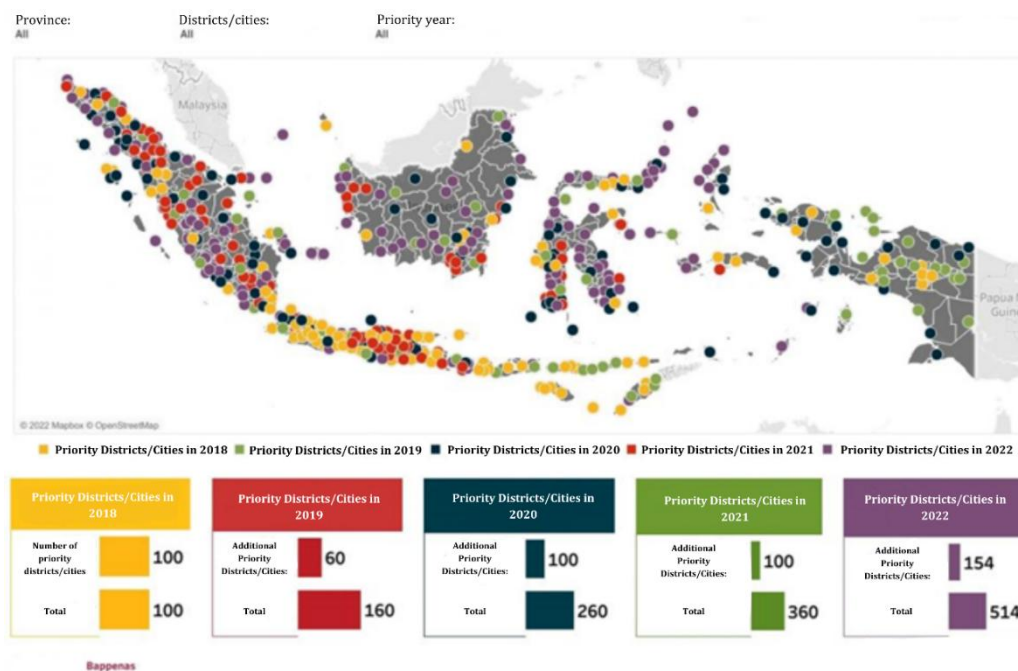 Province: Districts/cities: Priority year:
All All All
Malaysia
Papua N
Guin
© 2022 Mapbox © OpenStreetMap
Priority Districts/Cities in 2018 Priority Districts/Cities in 2019 Priority Districts/Cities in 2020 Priority Districts/Cities in 2021 Priority Districts/Cities in 2022
Priority Districts/Cities in
2018
Number of
priority
districts/cities
100
Total
100
Priority Districts/Cities in
2019
Additional
Priority
Districts/Cities:
60
Total
160
Priority Districts/Cities in
2020
Additional
Priority
Districts/Cities:
100
Total
260
Priority Districts/Cities in
2021
Additional
Priority
Districts/Cities:
100
Total
360
Priority Districts/Cities in
2022
Additional
Priority
Districts/Cities:
154
Total
514
Bappenas